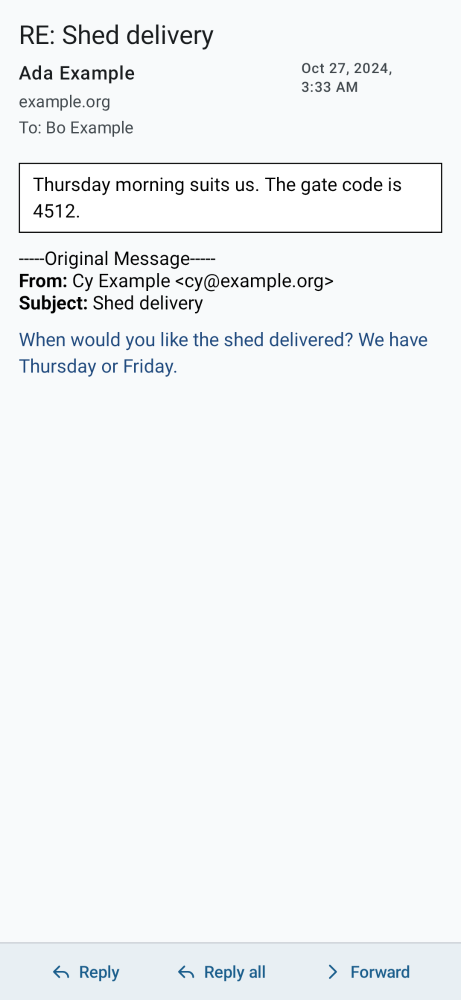 RE: Shed delivery
Ada Example
Oct 27, 2024,
3:33 AM
example.org
To: Bo Example
Thursday morning suits us. The gate code is
4512.
-----Original Message-----
From: Cy Example <cy@example.org>
Subject: Shed delivery
When would you like the shed delivered? We have
Thursday or Friday.
Reply
Reply all
Forward